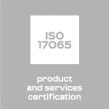 ISO
17065
product
and services
certification